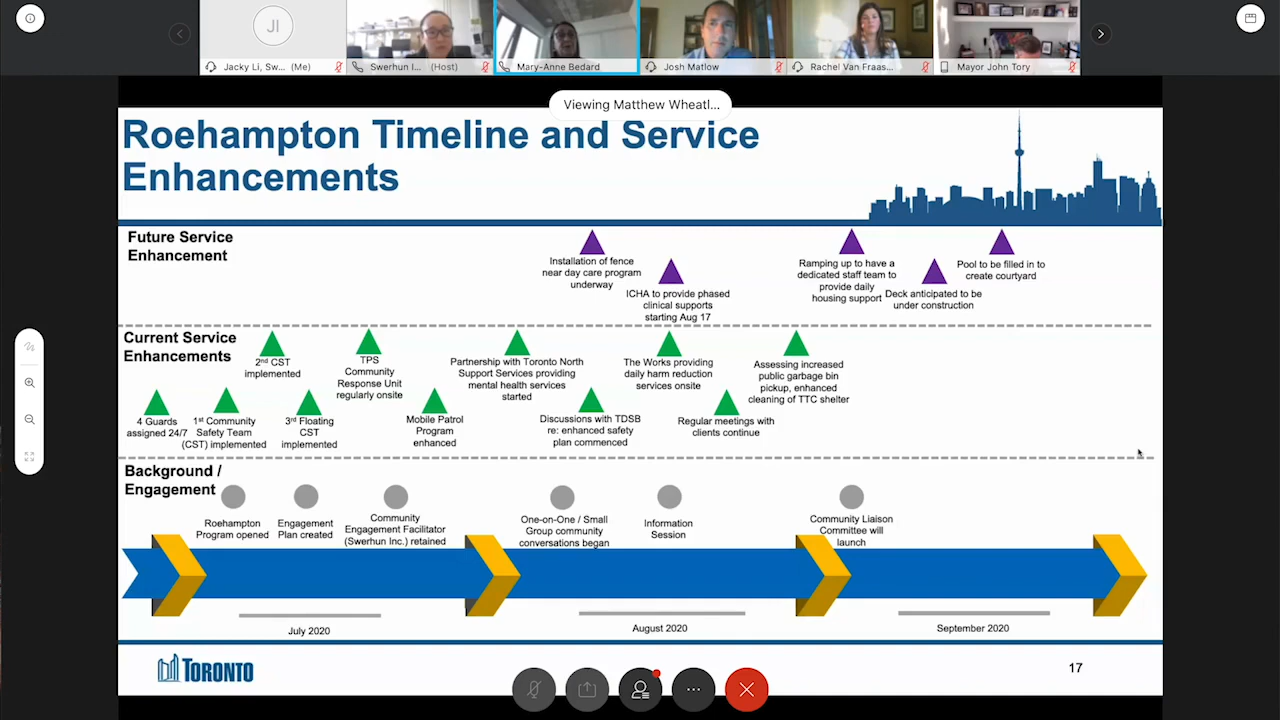 JI
Jacky Li, Sw... (Me)
Swerhun I... (Host)
Mary-Anne Bedard
Josh Matlow
Rachel Van Fraas...
Mayor John Tory
Viewing Matthew Wheatl...
Roehampton Timeline and Service
Enhancements
Future Service
Enhancement
Installation of fence
near day care program
underway
ICHA to provide phased
clinical supports
starting Aug 17
Ramping up to have a
dedicated staff team to
provide daily
housing support
Deck anticipated to be
under construction
Pool to be filled in to
create courtyard
Current Service
Enhancements
2nd CST
implemented
TPS
Community
Response Unit
regularly onsite
Partnership with Toronto North
Support Services providing
mental health services
started
The Works providing
daily harm reduction
services onsite
Assessing increased
public garbage bin
pickup, enhanced
cleaning of TTC shelter
4 Guards
assigned 24/7
1st Community
Safety Team
(CST) implemented
3rd Floating
CST
implemented
Mobile Patrol
Program
enhanced
Discussions with TDSB
re: enhanced safety
plan commenced
Regular meetings with
clients continue
Background /
Engagement
Roehampton
Program opened
Engagement
Plan created
Community
Engagement Facilitator
(Swerhun Inc.) retained
One-on-One / Small
Group community
conversations began
Information
Session
Community Liaison
Committee will
launch
July 2020
August 2020
September 2020
TORONTO
17